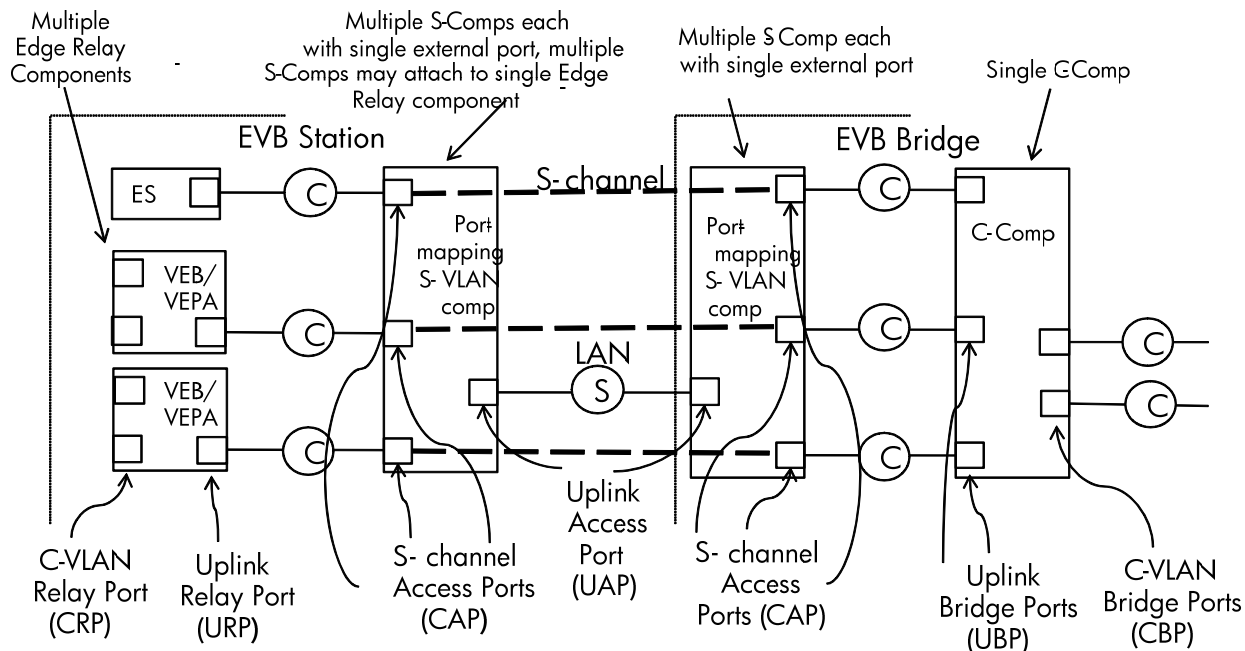 Multiple
Edge Relay
Components
Multiple S-Comps each
with single external port, multiple
S-Comps may attach to single Edge
Relay component
Multiple S Comp each
with single external port
Single C-Comp
EVB Station
EVB Bridge
ES
C
S- channel
C
C-Comp
Port
mapping
S- VLAN
comp
Port
mapping
S- VLAN
comp
VEB/
VEPA
C
C
C
LAN
S
VEB/
VEPA
C
C
C
Uplink
Access
Port
(UAP)
C-VLAN
Relay Port
(CRP)
Uplink
Relay Port
(URP)
S- channel
Access Ports
(CAP)
S- channel
Access
Ports (CAP)
Uplink
Bridge Ports
(UBP)
C-VLAN
Bridge Ports
(CBP)